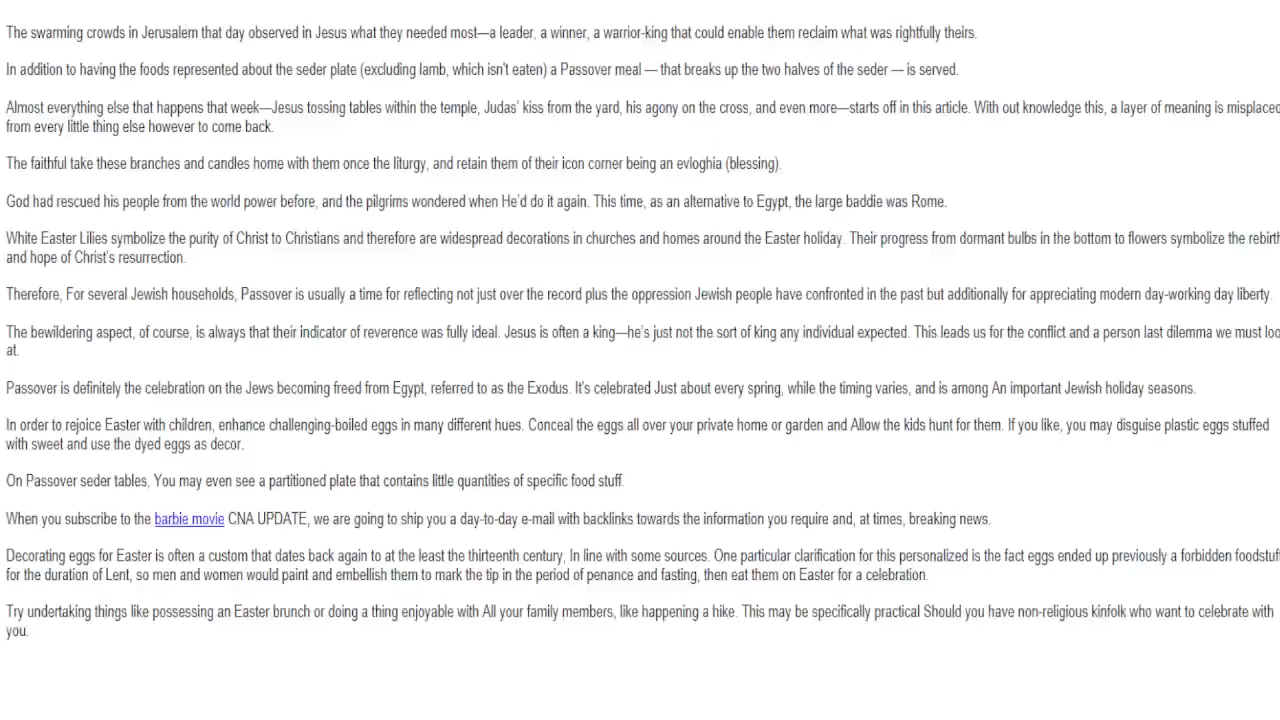 The swarming crowds in Jerusalem that day observed in Jesus what they needed most—a leader, a winner, a warrior-king that could enable them reclaim what was rightfully theirs.
In addition to having the foods represented about the seder plate (excluding lamb, which isn't eaten) a Passover meal — that breaks up the two halves of the seder — is served.
Almost everything else that happens that week—Jesus tossing tables within the temple, Judas' kiss from the yard, his agony on the cross, and even more—starts off in this article. With out knowledge this, a layer of meaning is misplaced
from every little thing else however to come back.
The faithful take these branches and candles home with them once the liturgy, and retain them of their icon corner being an evloghia (blessing).
God had rescued his people from the world power before, and the pilgrims wondered when He'd do it again. This time, as an alternative to Egypt, the large baddie was Rome.
White Easter Lilies symbolize the purity of Christ to Christians and therefore are widespread decorations in churches and homes around the Easter holiday. Their progress from dormant bulbs in the bottom to flowers symbolize the rebirth
and hope of Christ's resurrection.
Therefore, For several Jewish households, Passover is usually a time for reflecting not just over the record plus the oppression Jewish people have confronted in the past but additionally for appreciating modern day-working day liberty.
The bewildering aspect, of course, is always that their indicator of reverence was fully ideal. Jesus is often a king—he's just not the sort of king any individual expected. This leads us for the conflict and a person last dilemma we must loo
at.
Passover is definitely the celebration on the Jews becoming freed from Egypt, referred to as the Exodus. It's celebrated Just about every spring, while the timing varies, and is among An important Jewish holiday seasons.
In order to rejoice Easter with children, enhance challenging-boiled eggs in many different hues. Conceal the eggs all over your private home or garden and Allow the kids hunt for them. If you like, you may disguise plastic eggs stuffed
with sweet and use the dyed eggs as decor.
On Passover seder tables, You may even see a partitioned plate that contains little quantities of specific food stuff.
When you subscribe to the barbie movie CNA UPDATE, we are going to ship you a day-to-day e-mail with backlinks towards the information you require and, at times, breaking news.
Decorating eggs for Easter is often a custom that dates back again to at the least the thirteenth century, In line with some sources. One particular clarification for this personalized is the fact eggs ended up previously a forbidden foodstuff
for the duration of Lent, so men and women would paint and embellish them to mark the tip in the period of penance and fasting, then eat them on Easter for a celebration.
Try undertaking things like possessing an Easter brunch or doing a thing enjoyable with All your family members, like happening a hike. This may be specifically practical Should you have non-religious kinfolk who want to celebrate with
you.